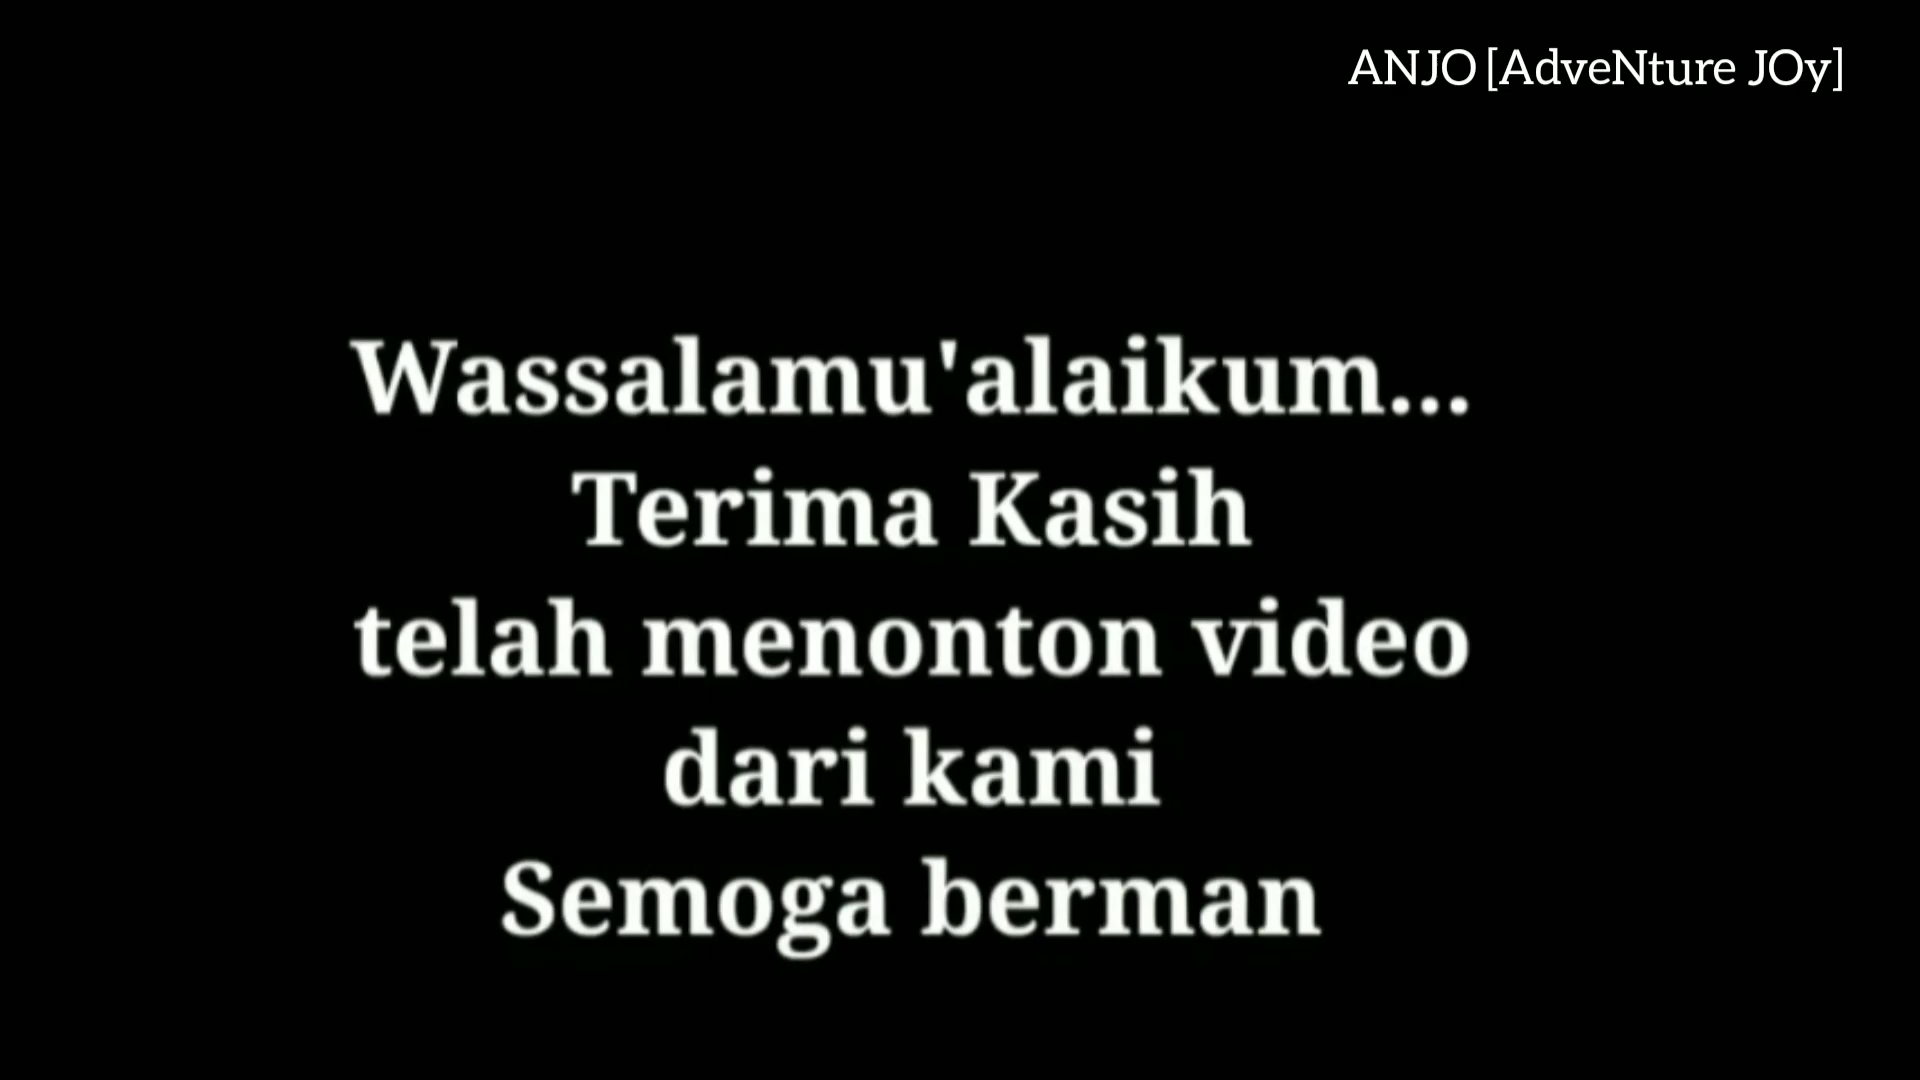 ANJO [AdveNture JOy]
Wassalamu'alaikum...
Terima Kasih
telah menonton video
dari kami
Semoga berman